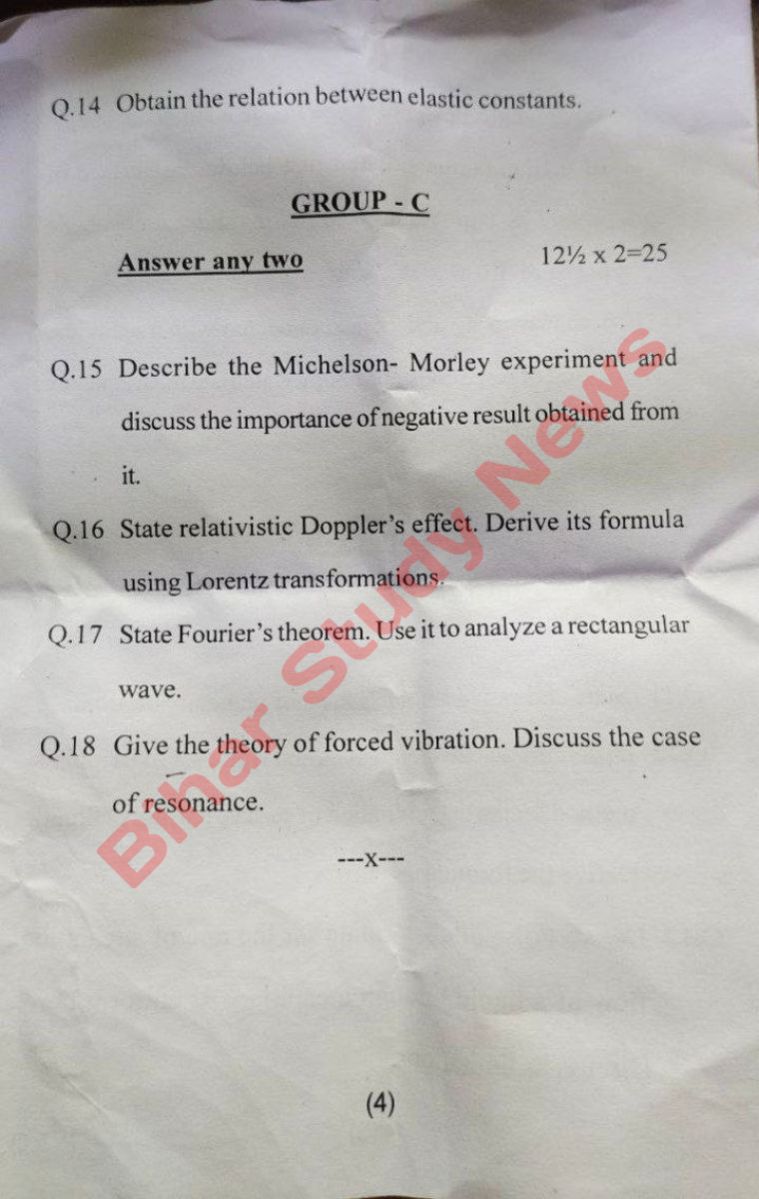 Q.14 Obtain the relation between elastic constants.
GROUP - C
Answer any two 12½ x 2=25
Q.15 Describe the Michelson- Morley experiment and
discuss the importance of negative result obtained from
it.
Q.16 State relativistic Doppler's effect. Derive its formula
using Lorentz transformations.
Q.17 State Fourier's theorem. Use it to analyze a rectangular
wave.
Q.18 Give the theory of forced vibration. Discuss the case
of resonance.
---x---
(4)
Bihar Study News